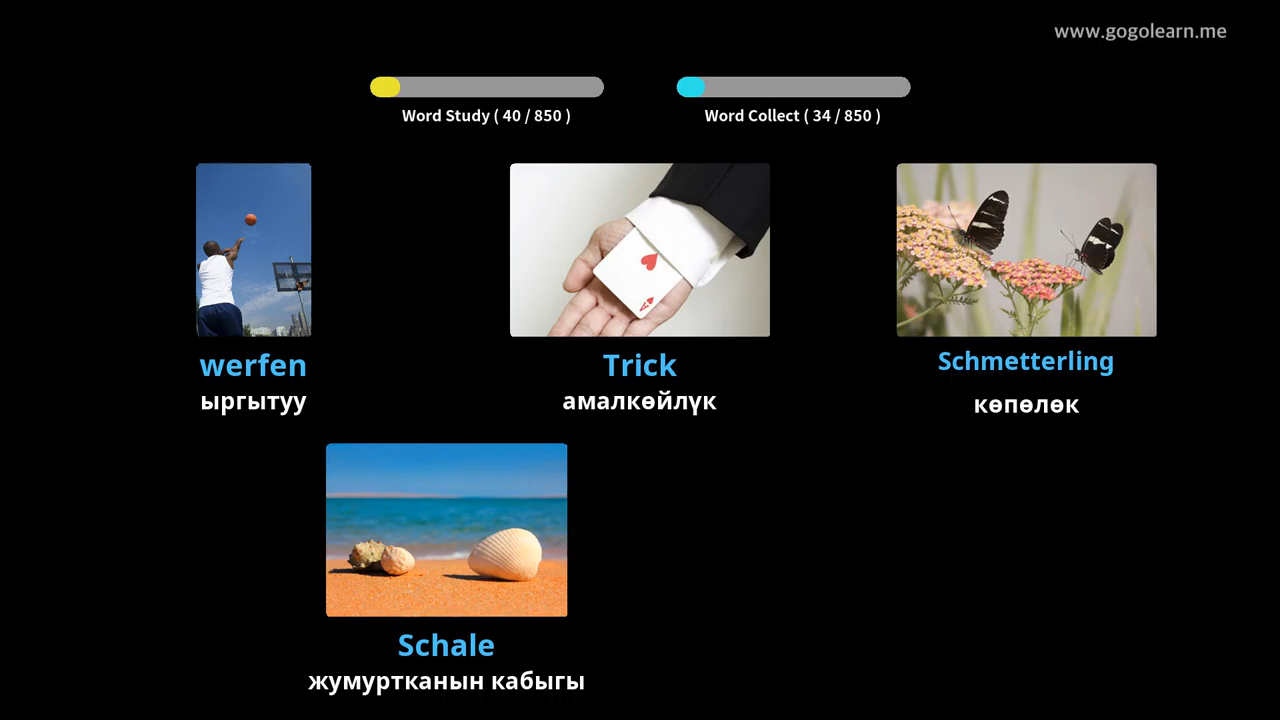 www.gogolearn.me
Word Study ( 40 / 850 )
Word Collect ( 34 / 850 )
werfen
ыргытуу
Trick
амалкөйлүк
Schmetterling
көпөлөк
Schale
жумуртканын кабыгы